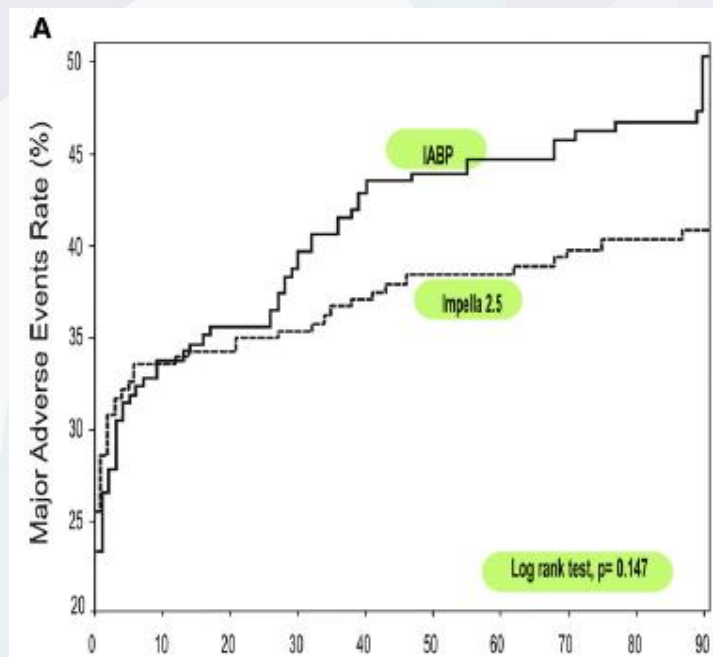 A
Major Adverse Events Rate (%)
50
45
40
35
30
25
20
IABP
Impella 2.5
Log rank test, p= 0.147
0 10 20 30 40 50 60 70 80 90